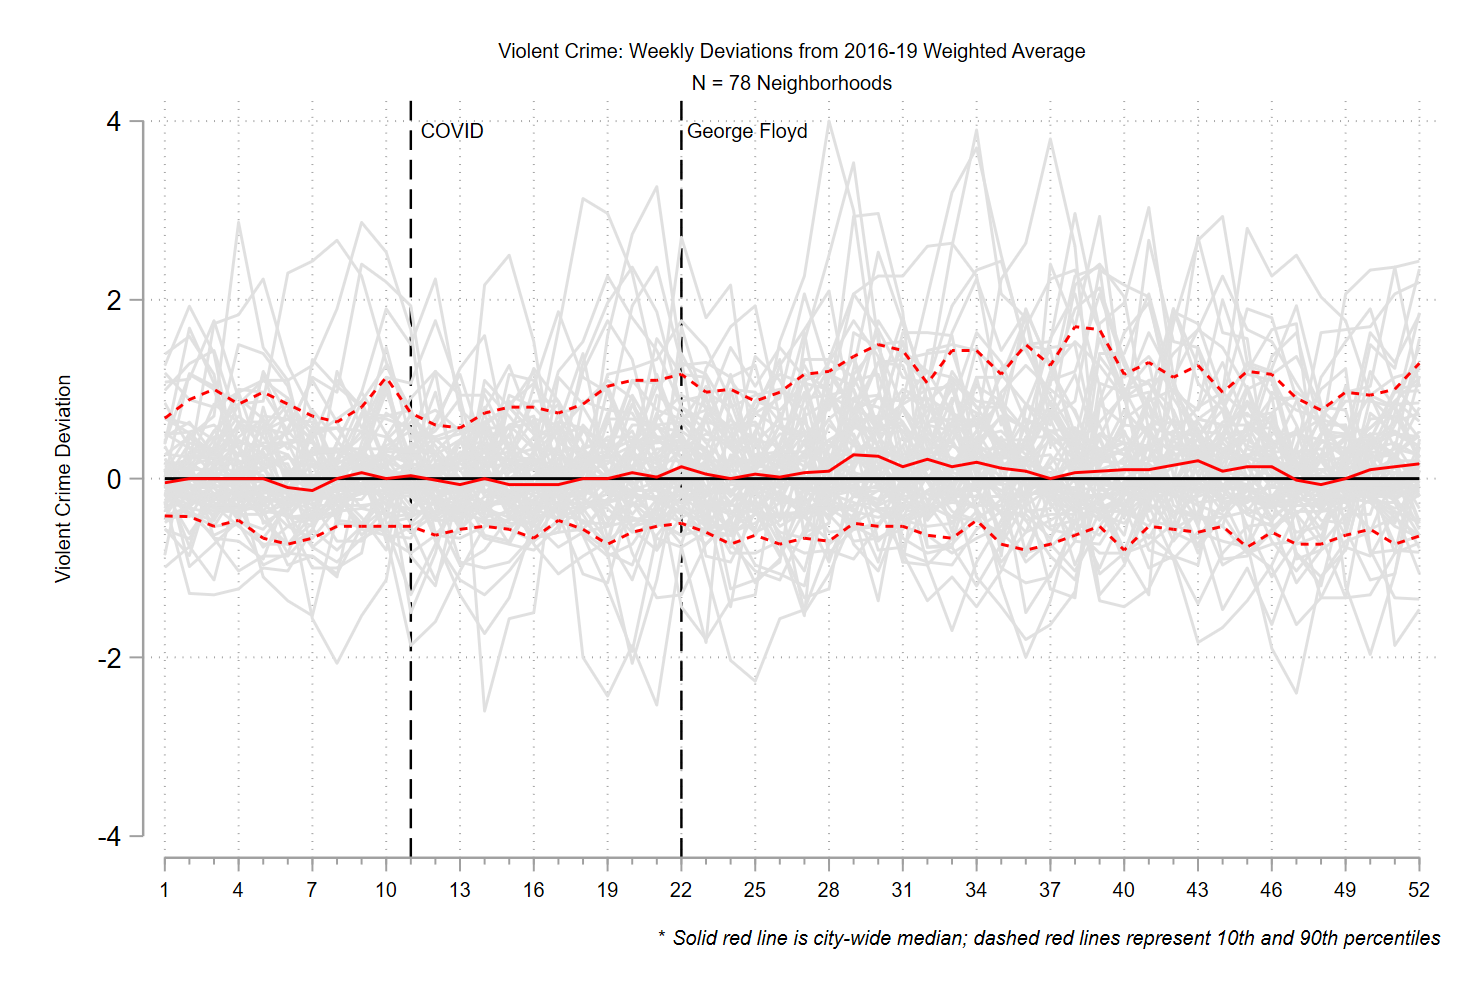 Violent Crime: Weekly Deviations from 2016-19 Weighted Average
N = 78 Neighborhoods
4
COVID
George Floyd
2
0
-2
-4
Violent Crime Deviation
1 4 7 10 13 16 19 22 25 28 31 34 37 40 43 46 49 52
* Solid red line is city-wide median; dashed red lines represent 10th and 90th percentiles